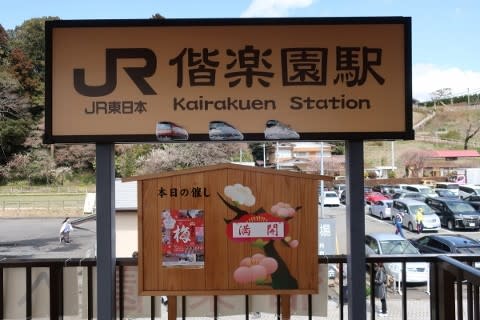 JR 偕楽園駅
JR東日本 Kairakuen Station
本日の催し
梅
満開